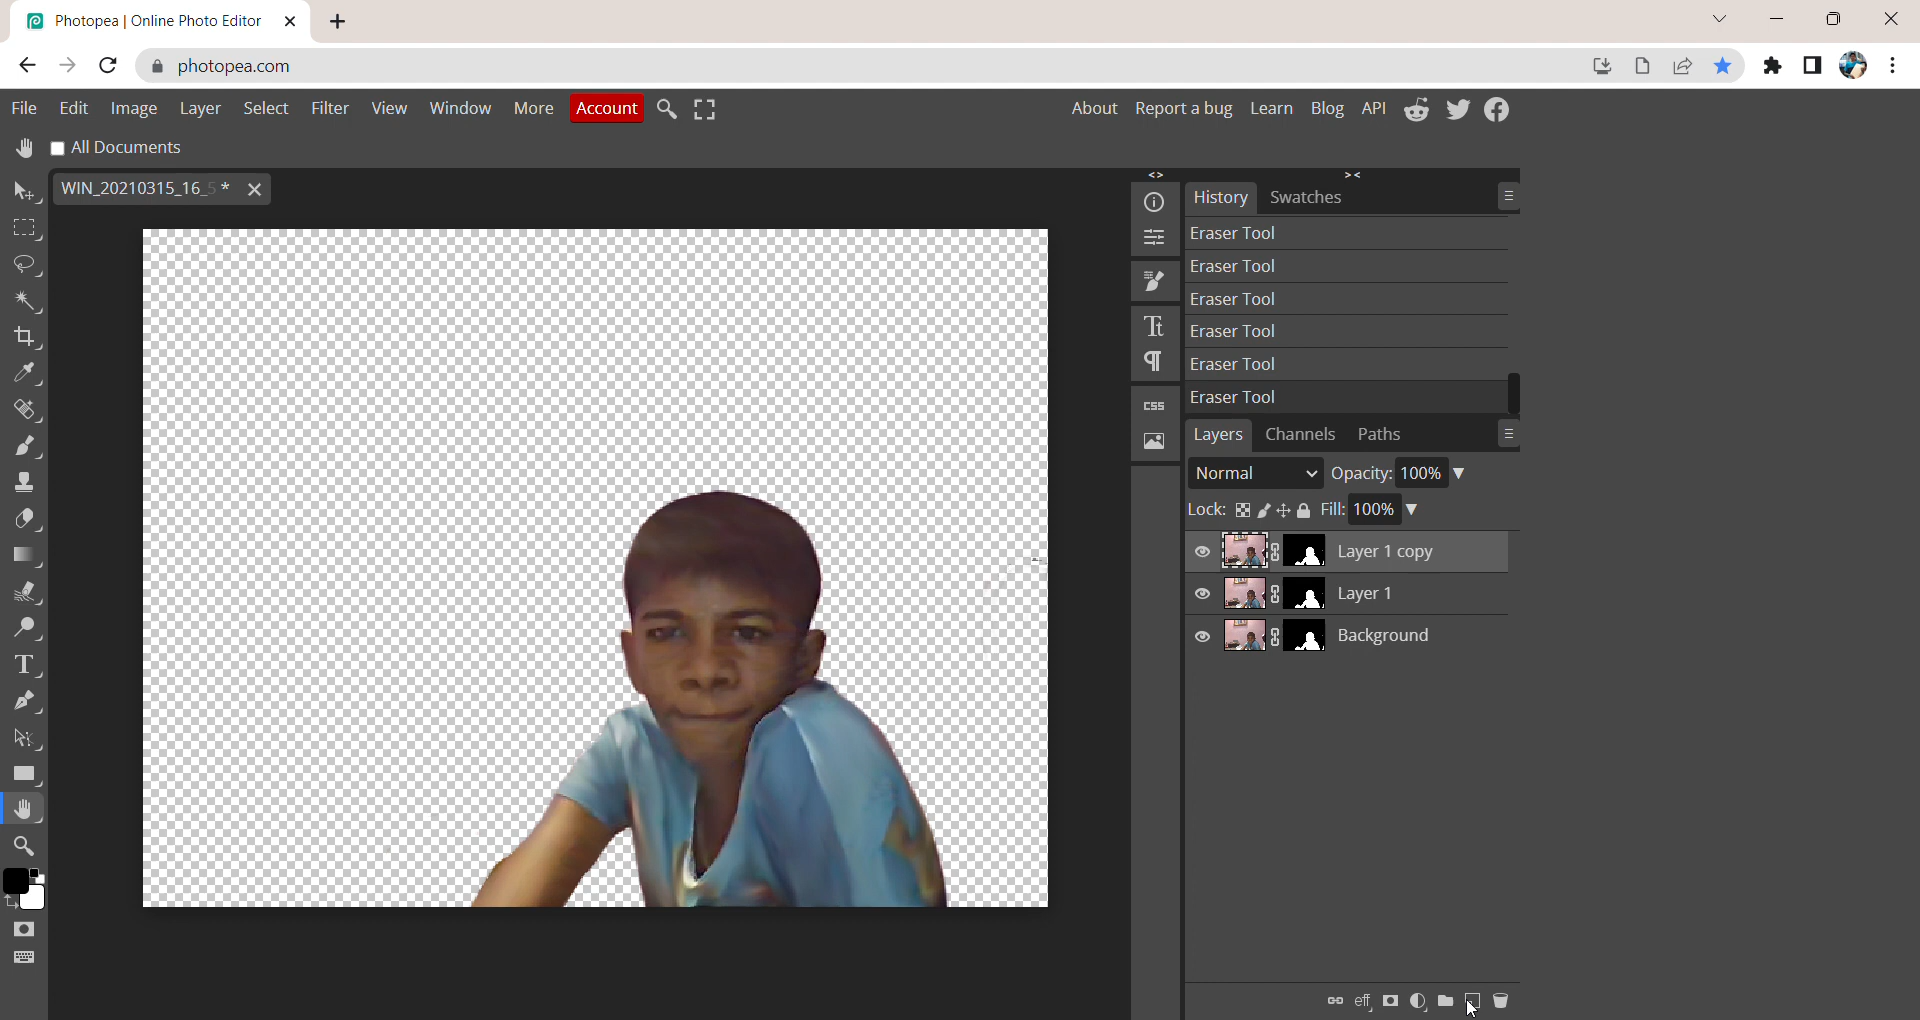 Photopea | Online Photo Editor
photopea.com
File Edit Image Layer Select Filter View Window More Account
About Report a bug Learn Blog API
All Documents
WIN_20210315_16_5 *
History Swatches
Eraser Tool
Eraser Tool
Eraser Tool
Eraser Tool
Eraser Tool
Eraser Tool
CSS
Layers Channels Paths
Normal Opacity: 100%
Lock: Fill: 100%
Layer 1 copy
Layer 1
Background
eff